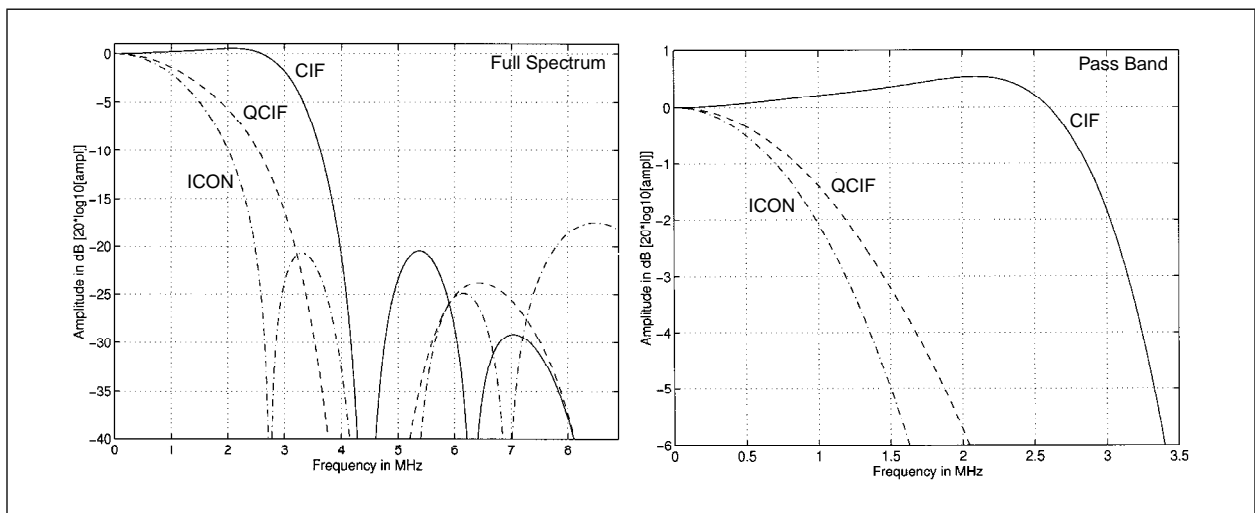 Full Spectrum
CIF
QCIF
ICON
Amplitude in dB [20*log10[ampl]]
0
−5
−10
−15
−20
−25
−30
−35
−40
0 1 2 3 4 5 6 7 8
Frequency in MHz
Pass Band
CIF
QCIF
ICON
Amplitude in dB [20*log10[ampl]]
1
0
−1
−2
−3
−4
−5
−6
0 0.5 1 1.5 2 2.5 3 3.5
Frequency in MHz